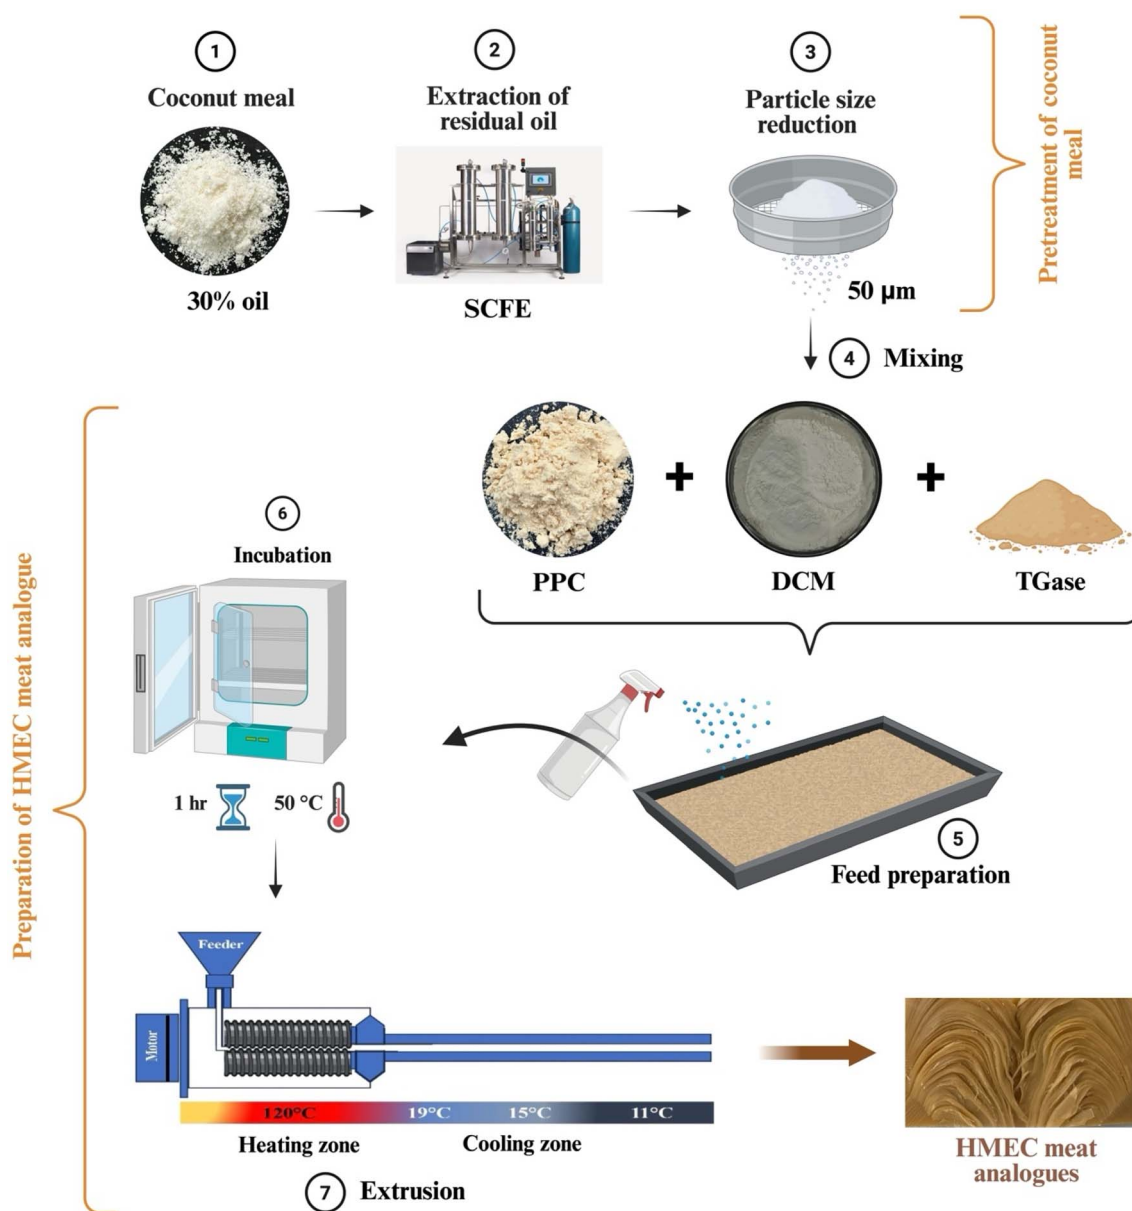 1
Coconut meal
30% oil
2
Extraction of
residual oil
SCFE
3
Particle size
reduction
50 µm
Pretreatment of coconut
meal
4 Mixing
PPC
+
DCM
+
TGase
5
Feed preparation
6
Incubation
1 hr
50 °C
Preparation of HMEC meat analogue
Feeder
Motor
120°C
19°C
15°C
11°C
Heating zone
Cooling zone
7 Extrusion
HMEC meat
analogues